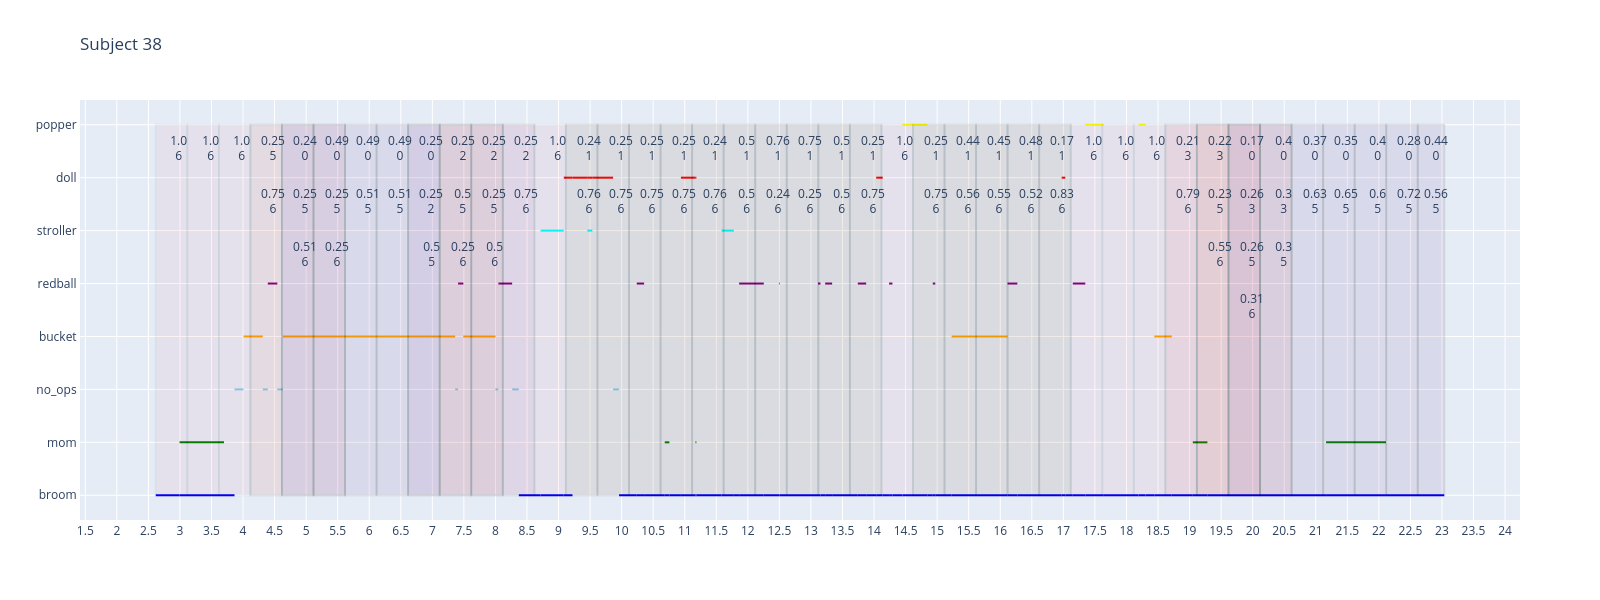 Subject 38
popper
1.0 1.0 1.0 0.25 0.24 0.49 0.49 0.49 0.25 0.25 0.25 0.25 1.0 0.24 0.25 0.25 0.25 0.24 0.5 0.76 0.75 0.5 0.25 1.0 0.25 0.44 0.45 0.48 0.17 1.0 1.0 1.0 0.21 0.22 0.17 0.4 0.37 0.35 0.4 0.28 0.44
6 6 6 5 0 0 0 0 0 2 2 2 6 1 1 1 1 1 1 1 1 1 1 6 1 1 1 1 1 6 6 6 3 3 0 0 0 0 0 0 0
doll
0.75 0.25 0.25 0.51 0.51 0.25 0.5 0.25 0.75 0.76 0.75 0.75 0.75 0.76 0.5 0.24 0.25 0.5 0.75 0.75 0.56 0.55 0.52 0.83 0.79 0.23 0.26 0.3 0.63 0.65 0.6 0.72 0.56
6 5 5 5 5 2 5 5 6 6 6 6 6 6 6 6 6 6 6 6 6 6 6 6 6 5 3 3 5 5 5 5 5
stroller
0.51 0.25 0.5 0.25 0.5 0.55 0.26 0.3
6 6 5 6 6 6 5 5
redball
0.31
6
bucket
no_ops
mom
broom
1.5 2 2.5 3 3.5 4 4.5 5 5.5 6 6.5 7 7.5 8 8.5 9 9.5 10 10.5 11 11.5 12 12.5 13 13.5 14 14.5 15 15.5 16 16.5 17 17.5 18 18.5 19 19.5 20 20.5 21 21.5 22 22.5 23 23.5 24